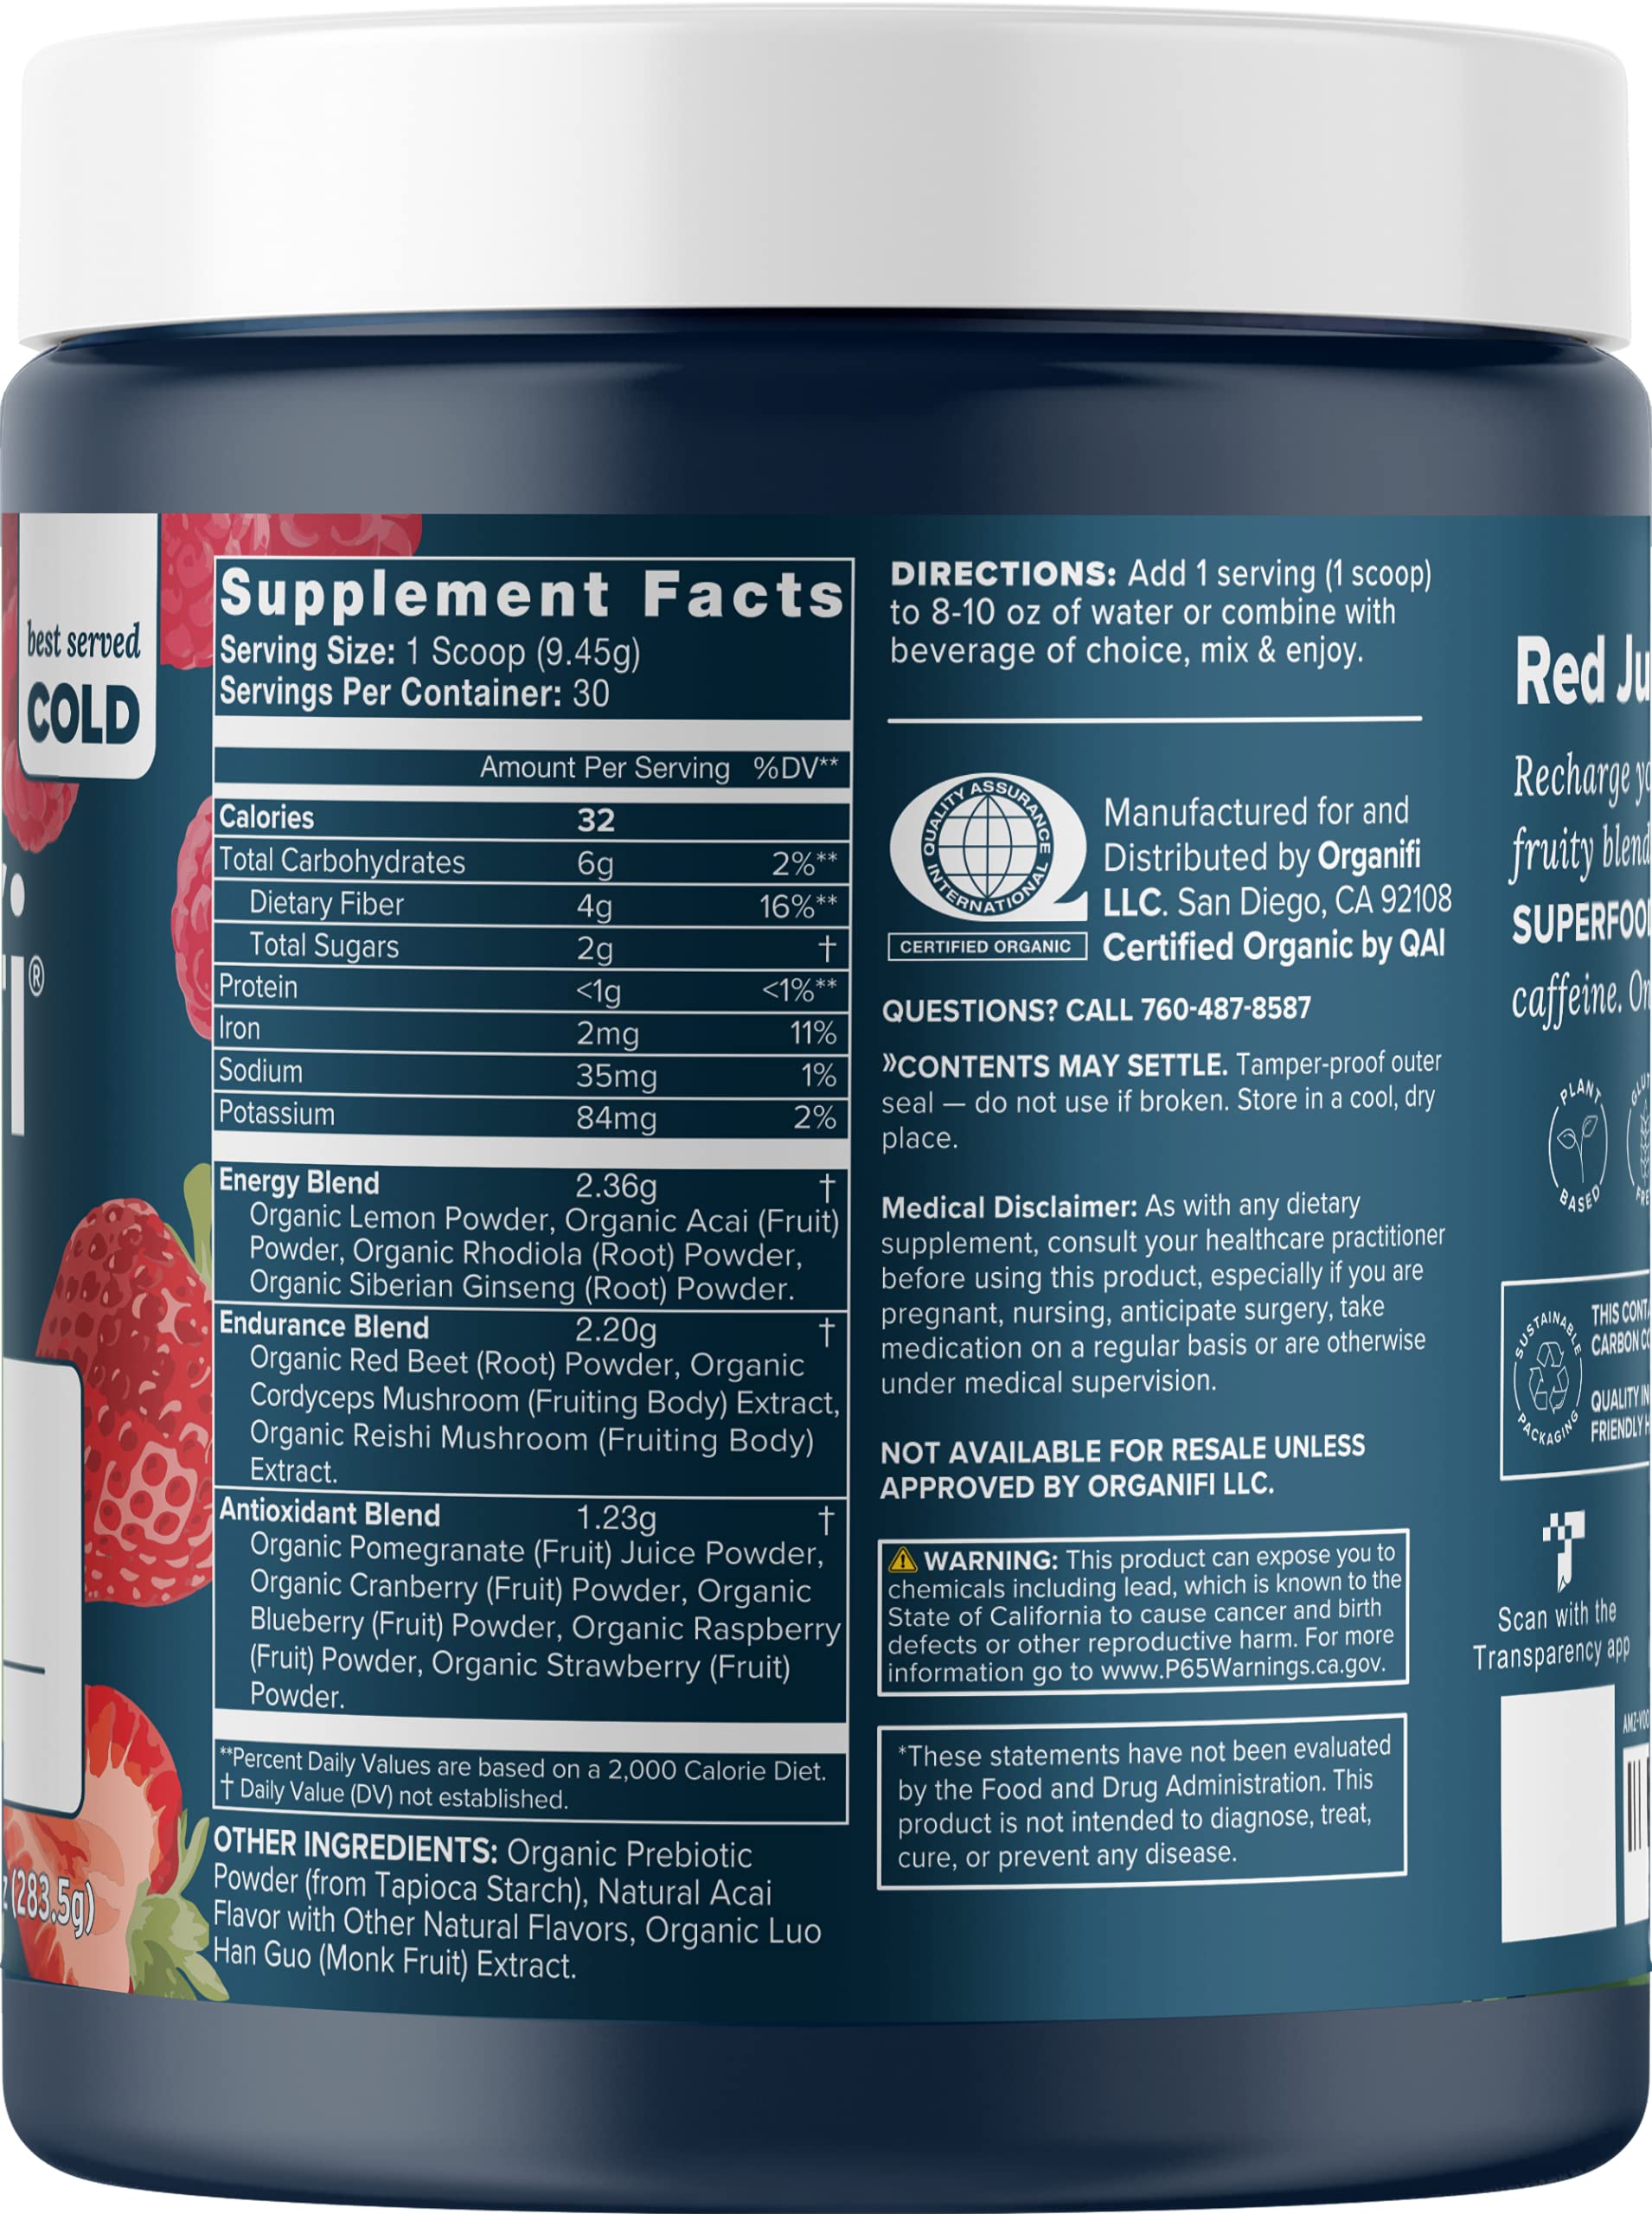 best served
COLD
®
z (283.5g)
Supplement Facts
Serving Size: 1 Scoop (9.45g)
Servings Per Container: 30
Amount Per Serving %DV**
Calories 32
Total Carbohydrates 6g 2%**
Dietary Fiber 4g 16%**
Total Sugars 2g †
Protein <1g <1%**
Iron 2mg 11%
Sodium 35mg 1%
Potassium 84mg 2%
Energy Blend 2.36g †
Organic Lemon Powder, Organic Acai (Fruit)
Powder, Organic Rhodiola (Root) Powder,
Organic Siberian Ginseng (Root) Powder.
Endurance Blend 2.20g †
Organic Red Beet (Root) Powder, Organic
Cordyceps Mushroom (Fruiting Body) Extract,
Organic Reishi Mushroom (Fruiting Body)
Extract.
Antioxidant Blend 1.23g †
Organic Pomegranate (Fruit) Juice Powder,
Organic Cranberry (Fruit) Powder, Organic
Blueberry (Fruit) Powder, Organic Raspberry
(Fruit) Powder, Organic Strawberry (Fruit)
Powder.
**Percent Daily Values are based on a 2,000 Calorie Diet.
† Daily Value (DV) not established.
OTHER INGREDIENTS: Organic Prebiotic
Powder (from Tapioca Starch), Natural Acai
Flavor with Other Natural Flavors, Organic Luo
Han Guo (Monk Fruit) Extract.
DIRECTIONS: Add 1 serving (1 scoop)
to 8-10 oz of water or combine with
beverage of choice, mix & enjoy.
QUALITY ASSURANCE
INTERNATIONAL
CERTIFIED ORGANIC
Manufactured for and
Distributed by Organifi
LLC. San Diego, CA 92108
Certified Organic by QAI
QUESTIONS? CALL 760-487-8587
»CONTENTS MAY SETTLE. Tamper-proof outer
seal — do not use if broken. Store in a cool, dry
place.
Medical Disclaimer: As with any dietary
supplement, consult your healthcare practitioner
before using this product, especially if you are
pregnant, nursing, anticipate surgery, take
medication on a regular basis or are otherwise
under medical supervision.
NOT AVAILABLE FOR RESALE UNLESS
APPROVED BY ORGANIFI LLC.
WARNING: This product can expose you to
chemicals including lead, which is known to the
State of California to cause cancer and birth
defects or other reproductive harm. For more
information go to www.P65Warnings.ca.gov.
*These statements have not been evaluated
by the Food and Drug Administration. This
product is not intended to diagnose, treat,
cure, or prevent any disease.
Red Ju
Recharge yo
fruity blend
SUPERFOO
caffeine. Or
PLANT
BASED
SUSTAINABLE
PACKAGING
THIS CONT
CARBON CO
QUALITY IN
FRIENDLY H
Scan with the
Transparency app